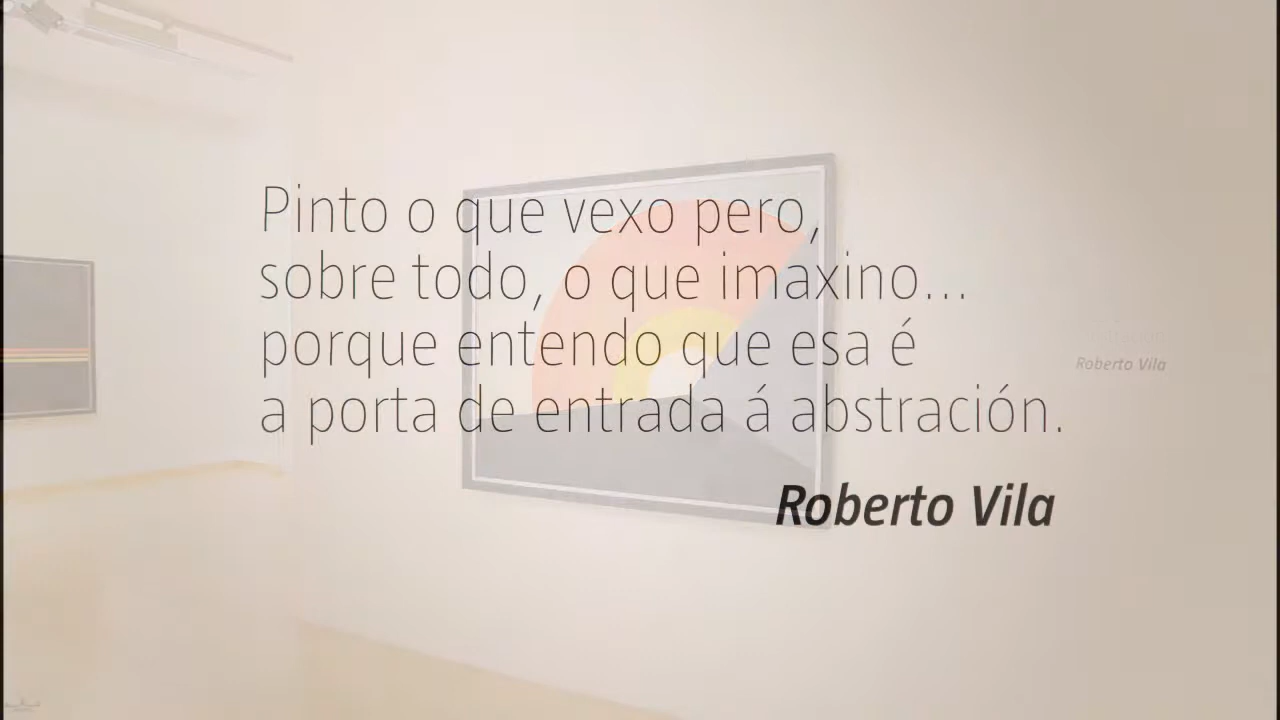 Pinto o que vexo pero,
sobre todo, o que imaxino...
porque entendo que esa é
a porta de entrada á abstración.
Roberto Vila
Roberto Vila